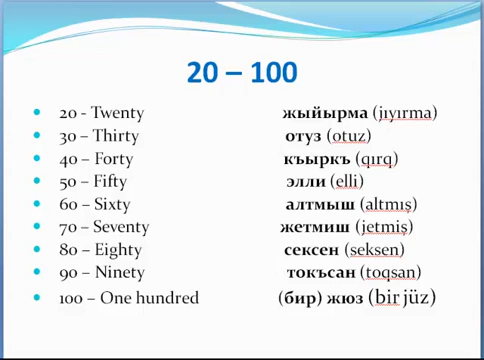 20 – 100
20 - Twenty жыйырма (jıyırma)
30 – Thirty отуз (otuz)
40 – Forty къыркъ (qırq)
50 – Fifty элли (elli)
60 – Sixty алтмыш (altmış)
70 – Seventy жетмиш (jetmiş)
80 – Eighty сексен (seksen)
90 – Ninety токъсан (toqsan)
100 – One hundred (бир) жюз (bir jüz)